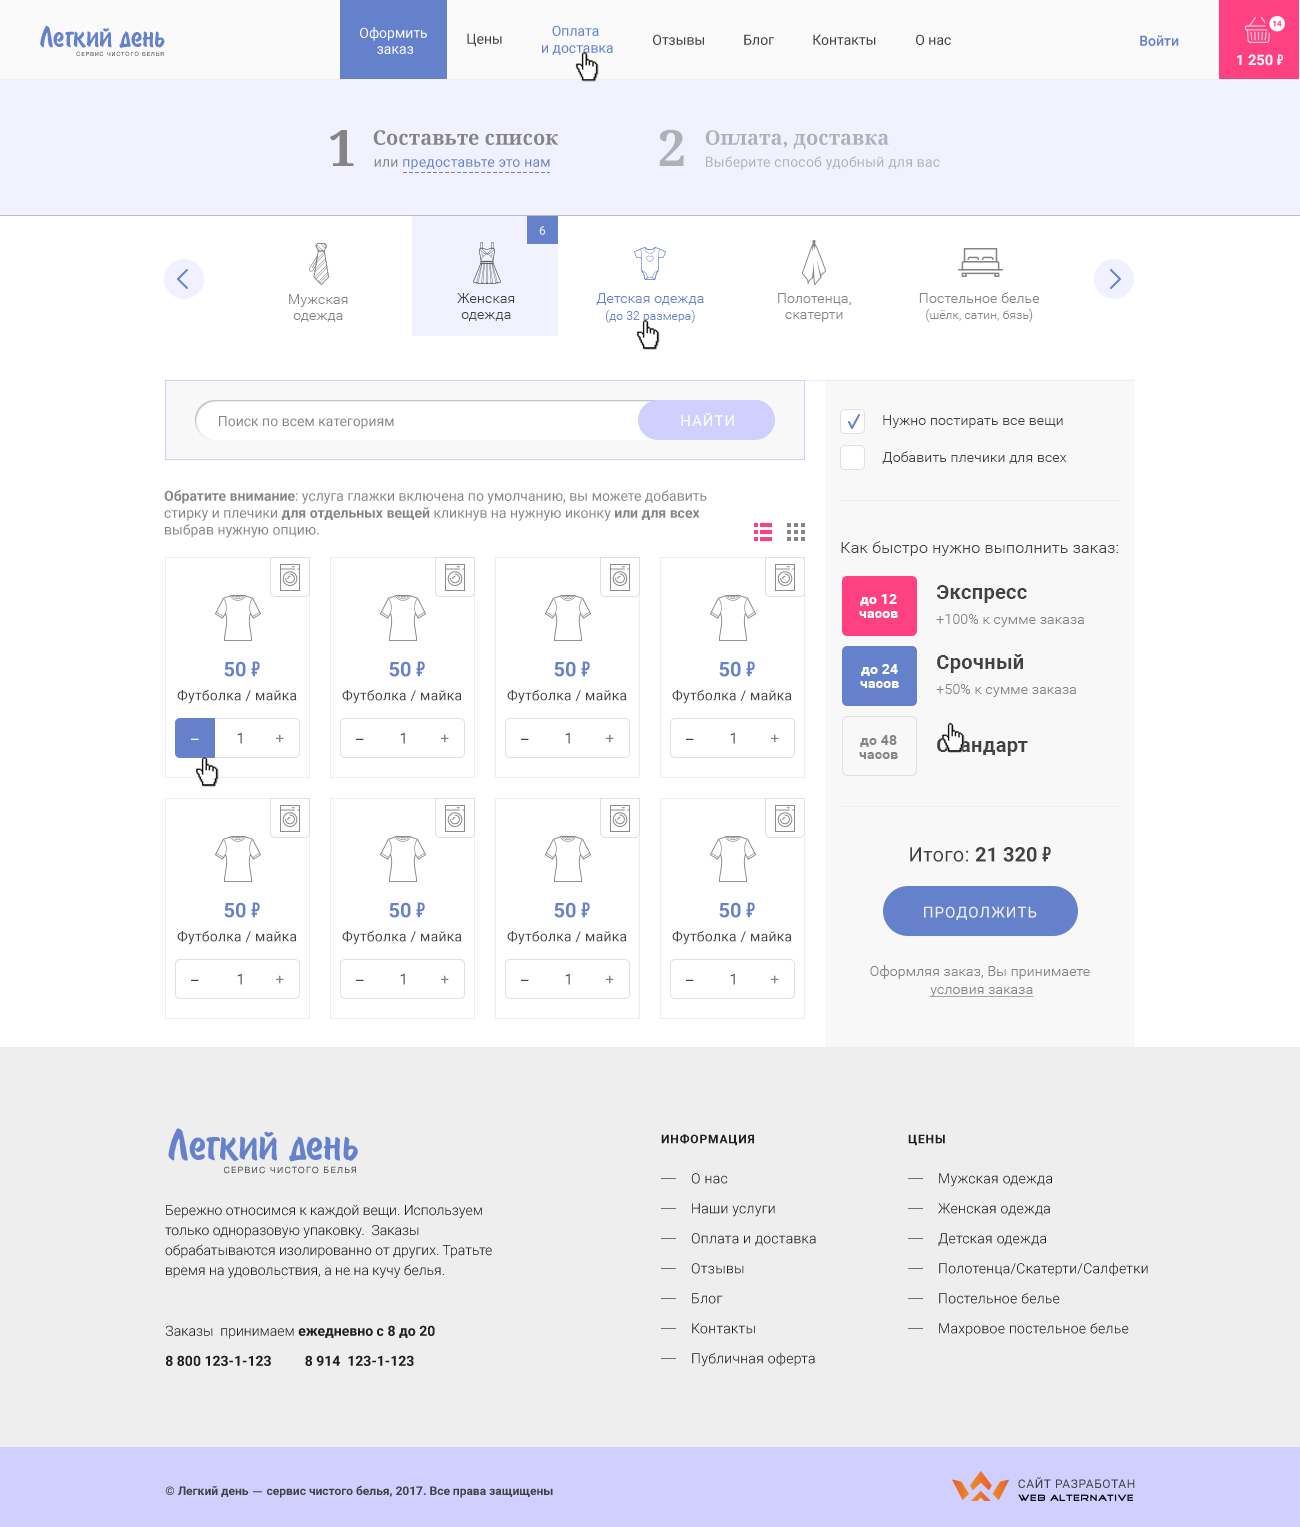 Легкий день
СЕРВИС ЧИСТОГО БЕЛЬЯ
Оформить
заказ
Цены
Оплата
и доставка
Отзывы
Блог
Контакты
О нас
Войти
14
1 250 ₽
1
Составьте список
или предоставьте это нам
2
Оплата, доставка
Выберите способ удобный для вас
Мужская
одежда
6
Женская
одежда
Детская одежда
(до 32 размера)
Полотенца,
скатерти
Постельное белье
(шёлк, сатин, бязь)
Поиск по всем категориям
НАЙТИ
Обратите внимание: услуга глажки включена по умолчанию, вы можете добавить
стирку и плечики для отдельных вещей кликнув на нужную иконку или для всех
выбрав нужную опцию.
50 ₽
Футболка / майка
– 1 +
50 ₽
Футболка / майка
– 1 +
50 ₽
Футболка / майка
– 1 +
50 ₽
Футболка / майка
– 1 +
50 ₽
Футболка / майка
– 1 +
50 ₽
Футболка / майка
– 1 +
50 ₽
Футболка / майка
– 1 +
50 ₽
Футболка / майка
– 1 +
Нужно постирать все вещи
Добавить плечики для всех
Как быстро нужно выполнить заказ:
до 12
часов
Экспресс
+100% к сумме заказа
до 24
часов
Срочный
+50% к сумме заказа
до 48
часов
Стандарт
Итого: 21 320 ₽
ПРОДОЛЖИТЬ
Оформляя заказ, Вы принимаете
условия заказа
Легкий день
СЕРВИС ЧИСТОГО БЕЛЬЯ
Бережно относимся к каждой вещи. Используем
только одноразовую упаковку. Заказы
обрабатываются изолированно от других. Тратьте
время на удовольствия, а не на кучу белья.
Заказы принимаем ежедневно с 8 до 20
8 800 123-1-123 8 914 123-1-123
ИНФОРМАЦИЯ
— О нас
— Наши услуги
— Оплата и доставка
— Отзывы
— Блог
— Контакты
— Публичная оферта
ЦЕНЫ
— Мужская одежда
— Женская одежда
— Детская одежда
— Полотенца/Скатерти/Салфетки
— Постельное белье
— Махровое постельное белье
© Легкий день — сервис чистого белья, 2017. Все права защищены
САЙТ РАЗРАБОТАН
WEB ALTERNATIVE